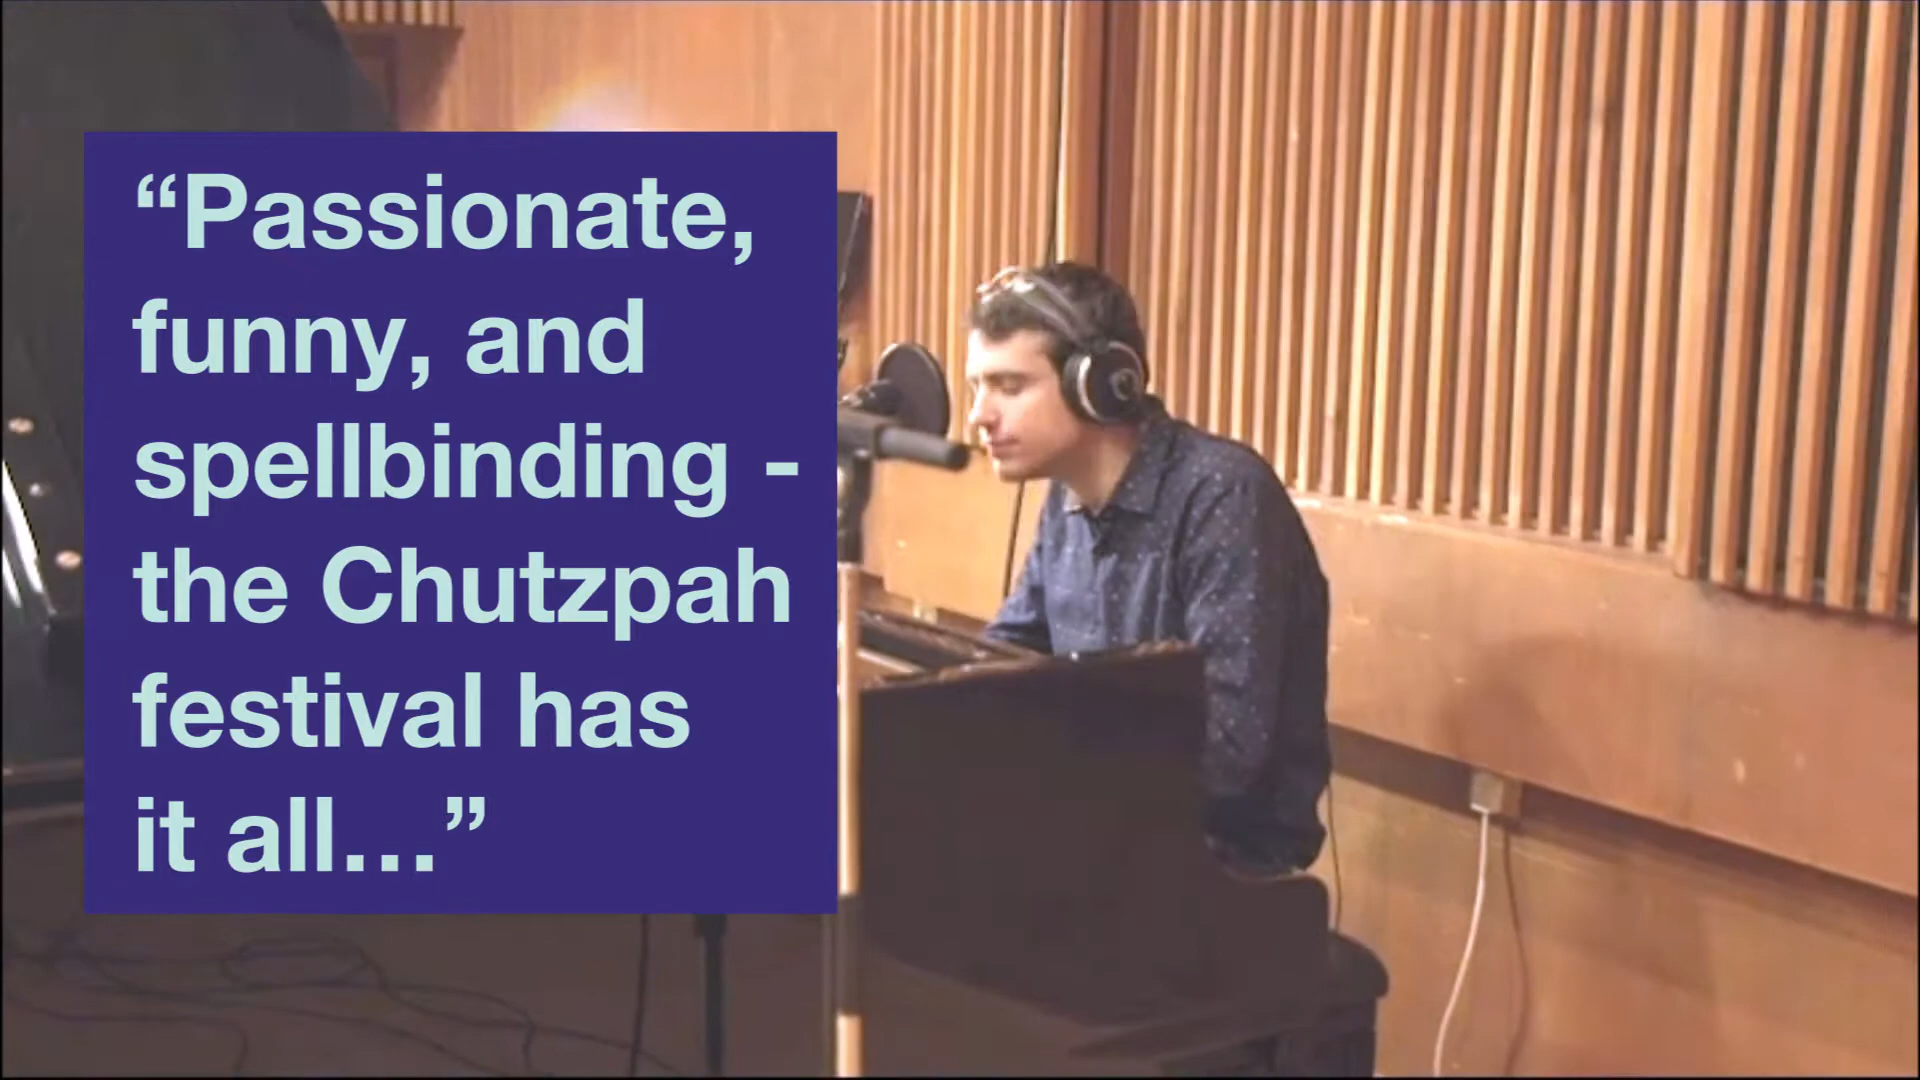 “Passionate,
funny, and
spellbinding -
the Chutzpah
festival has
it all...”